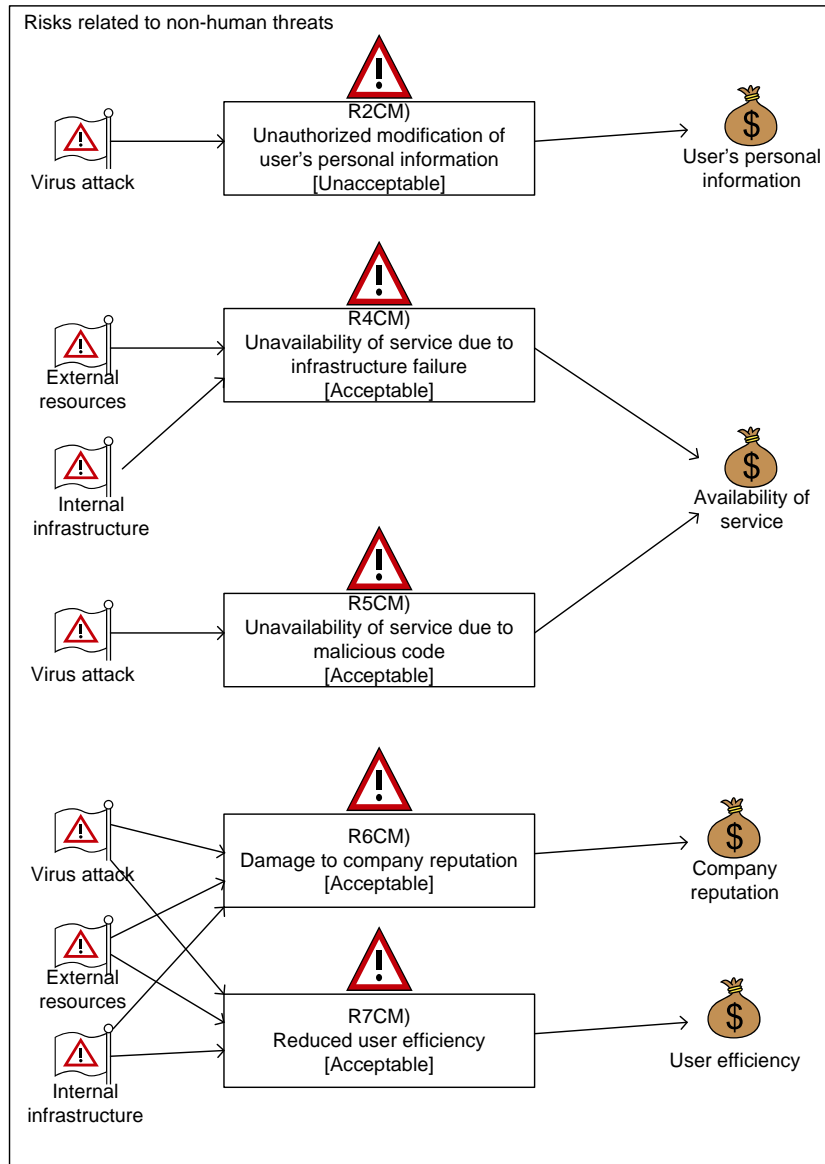 Risks related to non-human threats
R2CM)
Unauthorized modification of
user's personal information
[Unacceptable]
Virus attack
$
User's personal
information
R4CM)
Unavailability of service due to
infrastructure failure
[Acceptable]
External
resources
Internal
infrastructure
$
Availability of
service
R5CM)
Unavailability of service due to
malicious code
[Acceptable]
Virus attack
R6CM)
Damage to company reputation
[Acceptable]
Virus attack
$
Company
reputation
External
resources
R7CM)
Reduced user efficiency
[Acceptable]
$
User efficiency
Internal
infrastructure